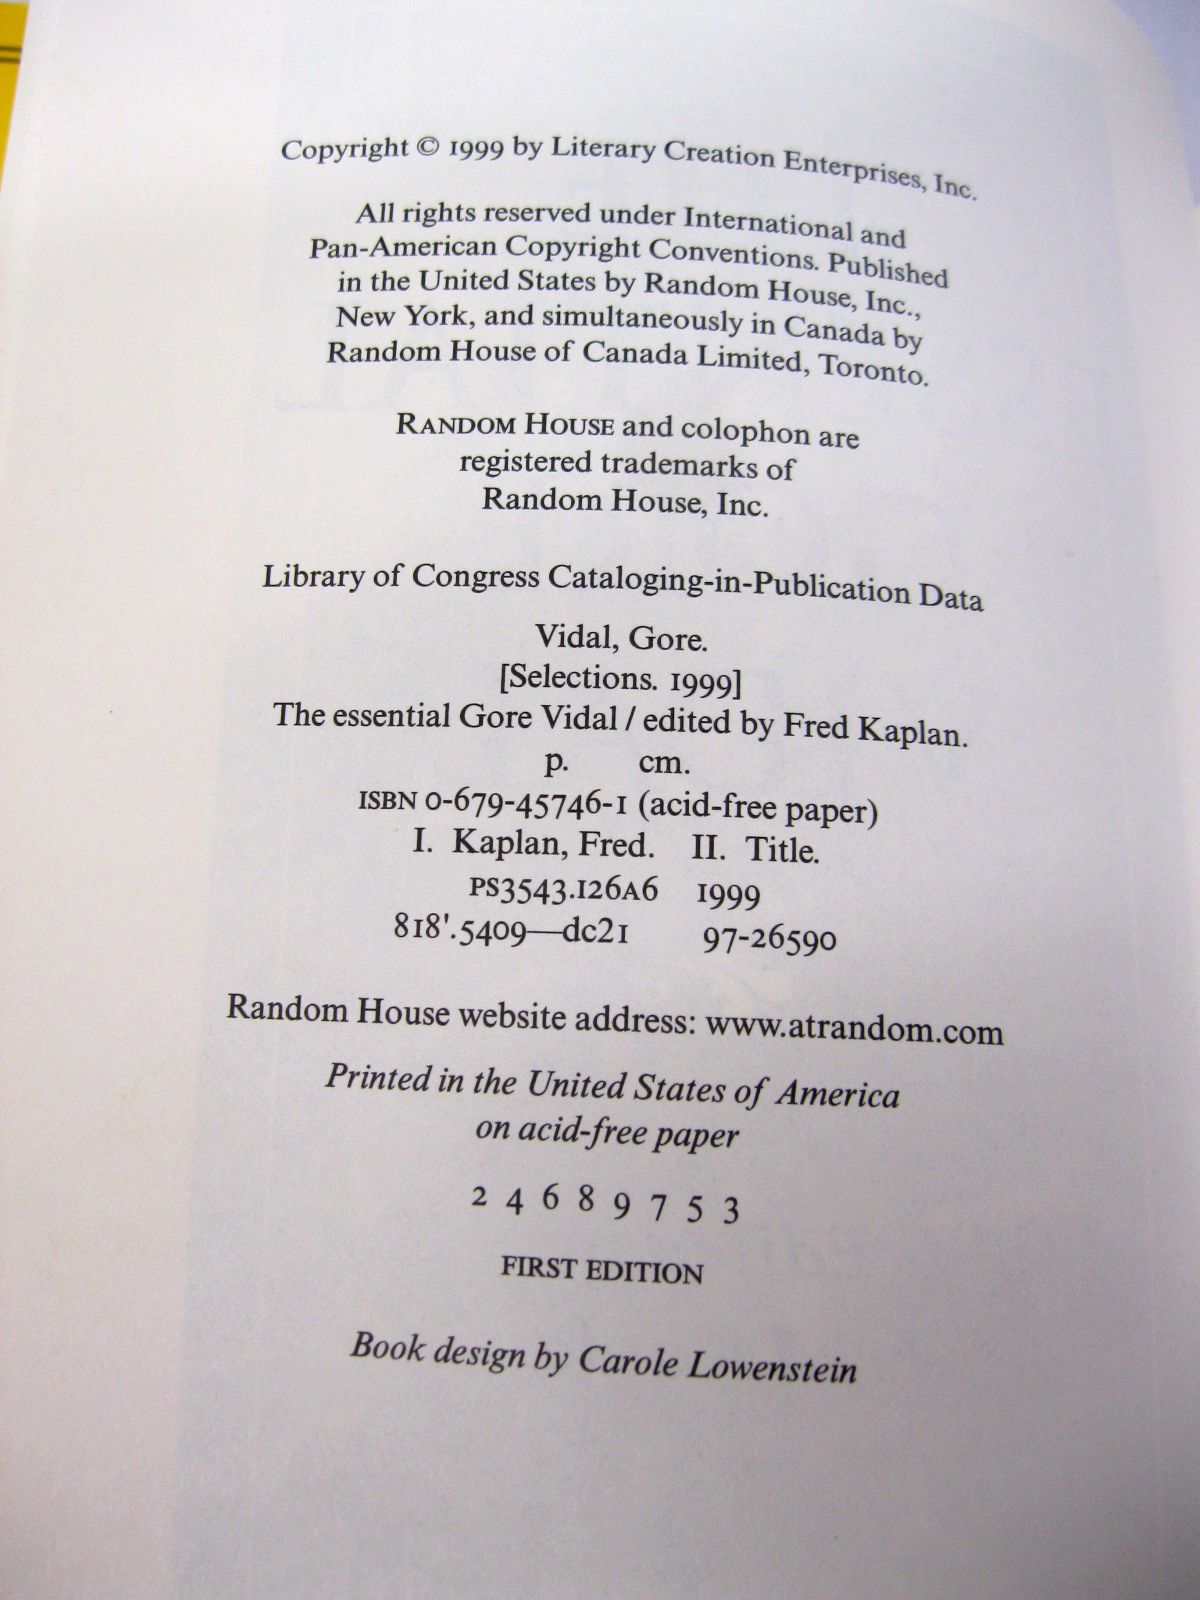 Copyright © 1999 by Literary Creation Enterprises, Inc.
All rights reserved under International and
Pan-American Copyright Conventions. Published
in the United States by Random House, Inc.,
New York, and simultaneously in Canada by
Random House of Canada Limited, Toronto.
RANDOM HOUSE and colophon are
registered trademarks of
Random House, Inc.
Library of Congress Cataloging-in-Publication Data
Vidal, Gore.
[Selections. 1999]
The essential Gore Vidal / edited by Fred Kaplan.
p. cm.
ISBN 0-679-45746-1 (acid-free paper)
I. Kaplan, Fred. II. Title.
PS3543.I26A6 1999
818'.5409—dc21 97-26590
Random House website address: www.atrandom.com
Printed in the United States of America
on acid-free paper
2 4 6 8 9 7 5 3
FIRST EDITION
Book design by Carole Lowenstein